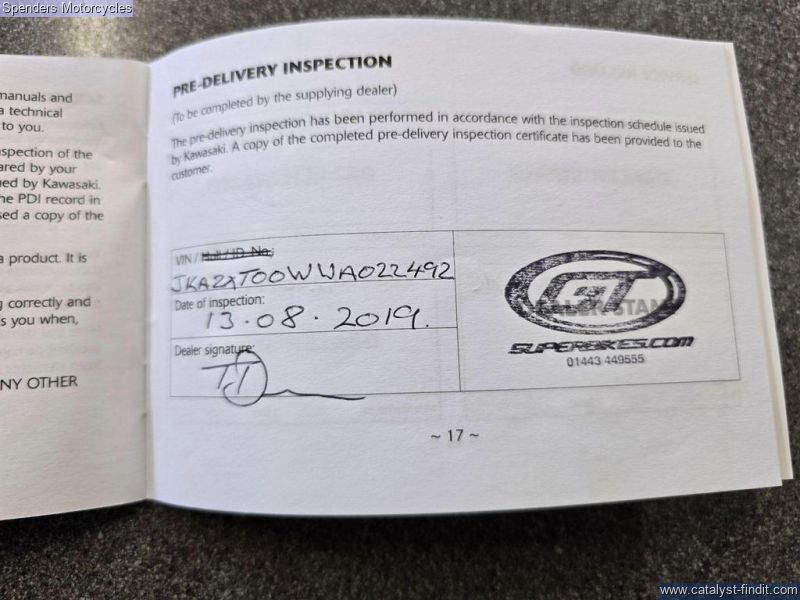 Spenders Motorcycles
manuals and
a technical
to you.
spection of the
ared by your
ed by Kawasaki.
he PDI record in
sed a copy of the
a product. It is
g correctly and
s you when,
NY OTHER
PRE-DELIVERY INSPECTION
(To be completed by the supplying dealer)
The pre-delivery inspection has been performed in accordance with the inspection schedule issued
by Kawasaki. A copy of the completed pre-delivery inspection certificate has been provided to the
customer.
VIN / Hull / ID No:
JKAZXT00WWA022492
Date of inspection:
13.08.2019.
Dealer signature:
DEALER STAMP
GT
SUPERBIKES.COM
01443 449555
~ 17 ~
www.catalyst-findit.com